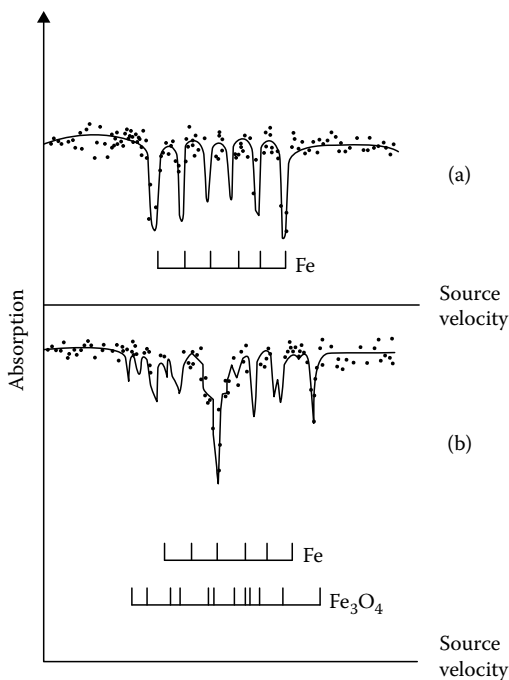 Absorption
(a)
Fe
Source
velocity
(b)
Fe
Fe₃O₄
Source
velocity